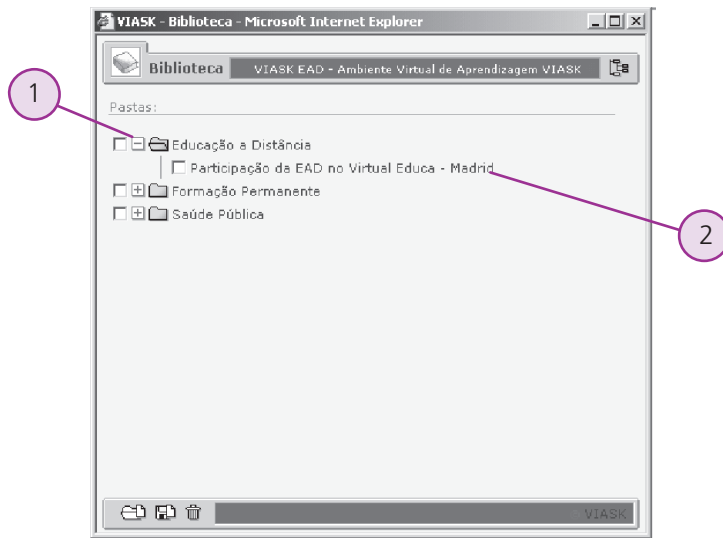 VIASK - Biblioteca - Microsoft Internet Explorer
Biblioteca VIASK EAD - Ambiente Virtual de Aprendizagem VIASK
1
Pastas:
Educação a Distância
Participação da EAD no Virtual Educa - Madrid
Formação Permanente
Saúde Pública
2
VIASK